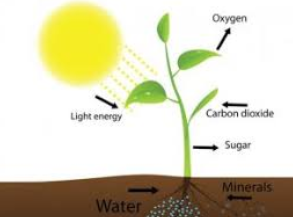 Oxygen
Light energy
Carbon dioxide
Sugar
Minerals
Water